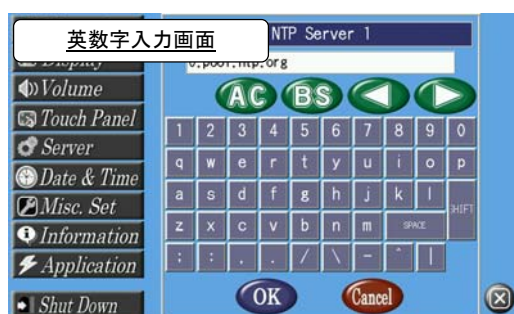 英数字入力画面
NTP Server 1
0.pool.ntp.org
Display
Volume
Touch Panel
Server
Date & Time
Misc. Set
Information
Application
Shut Down
AC BS
1 2 3 4 5 6 7 8 9 0
q w e r t y u i o p
a s d f g h j k l
SHIFT
z x c v b n m SPACE
; : , . / \ - ^ |
OK Cancel